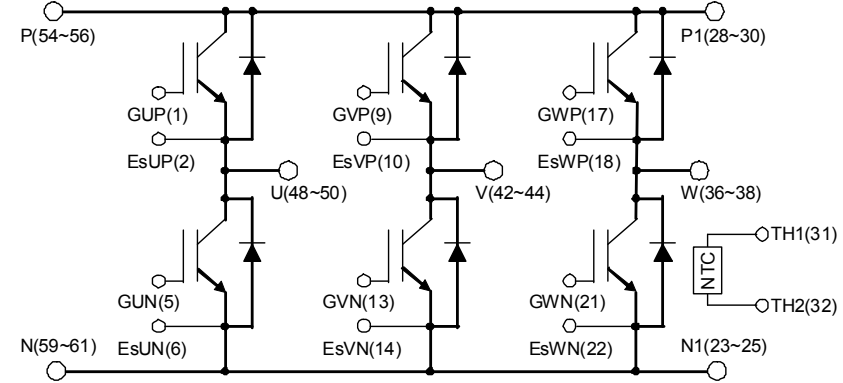 P(54~56)
P1(28~30)
GUP(1)
GVP(9)
GWP(17)
EsUP(2)
EsVP(10)
EsWP(18)
U(48~50)
V(42~44)
W(36~38)
TH1(31)
NTC
GUN(5)
GVN(13)
GWN(21)
TH2(32)
N(59~61)
EsUN(6)
EsVN(14)
EsWN(22)
N1(23~25)